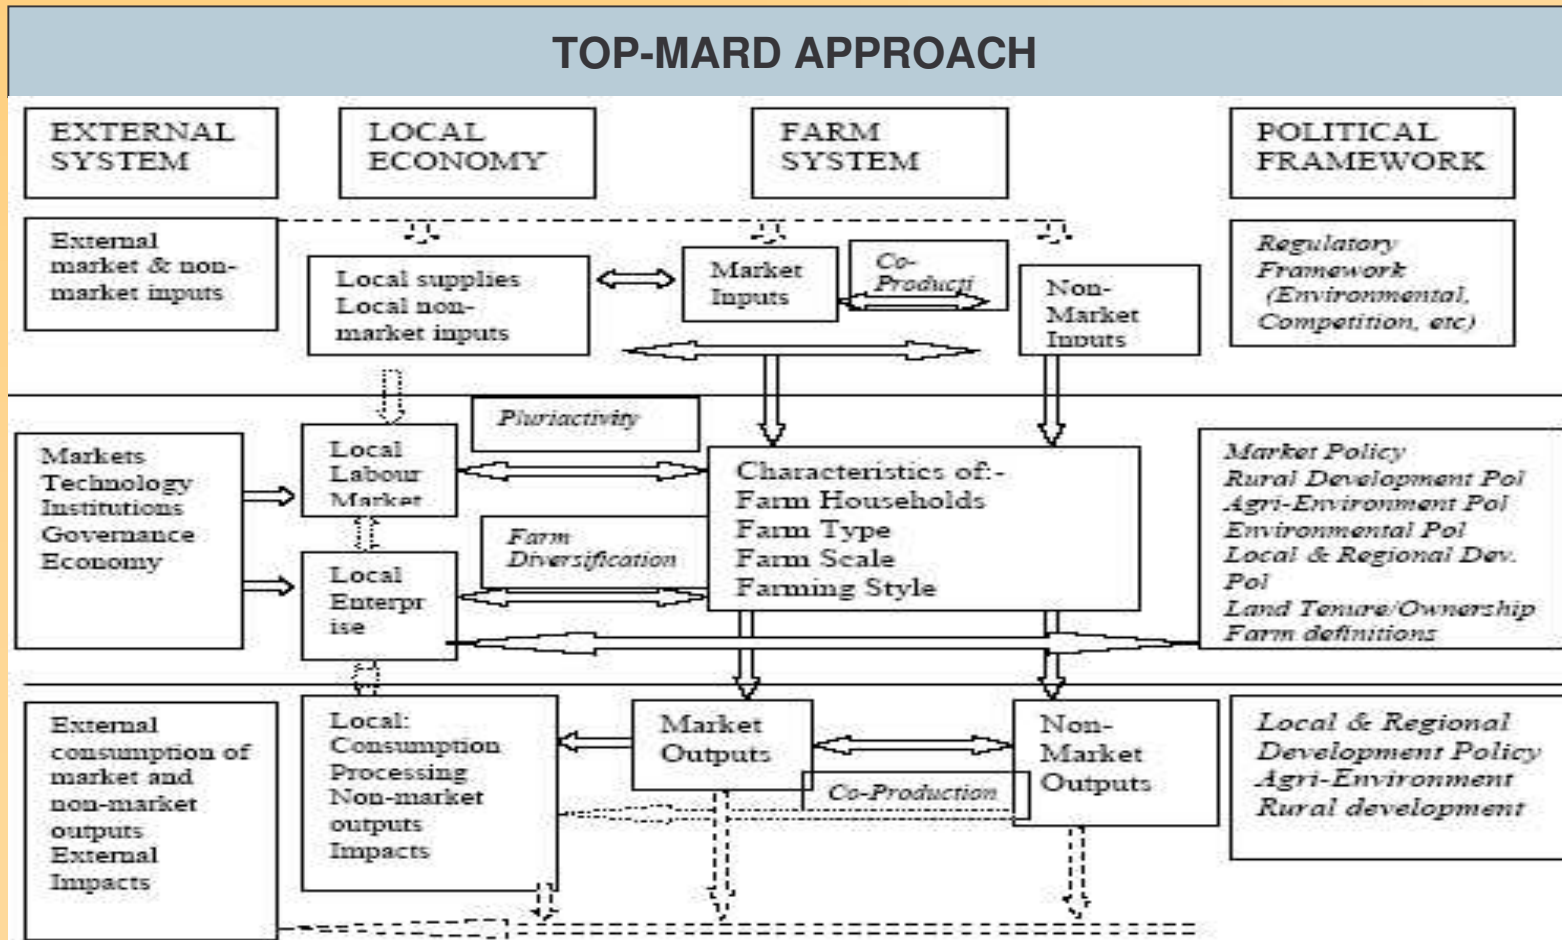 TOP-MARD APPROACH
EXTERNAL
SYSTEM
LOCAL
ECONOMY
FARM
SYSTEM
POLITICAL
FRAMEWORK
External
market & non-
market inputs
Local supplies
Local non-
market inputs
Market
Inputs
Co-
Producti
Non-
Market
Inputs
Regulatory
Framework
(Environmental,
Competition, etc)
Markets
Technology
Institutions
Governance
Economy
Local
Labour
Market
Pluriactivity
Farm
Diversification
Local
Enterpr
ise
Characteristics of:-
Farm Households
Farm Type
Farm Scale
Farming Style
Market Policy
Rural Development Pol
Agri-Environment Pol
Environmental Pol
Local & Regional Dev.
Pol
Land Tenure/Ownership
Farm definitions
External
consumption of
market and
non-market
outputs
External
Impacts
Local:
Consumption
Processing
Non-market
outputs
Impacts
Market
Outputs
Co-Production
Non-
Market
Outputs
Local & Regional
Development Policy
Agri-Environment
Rural development